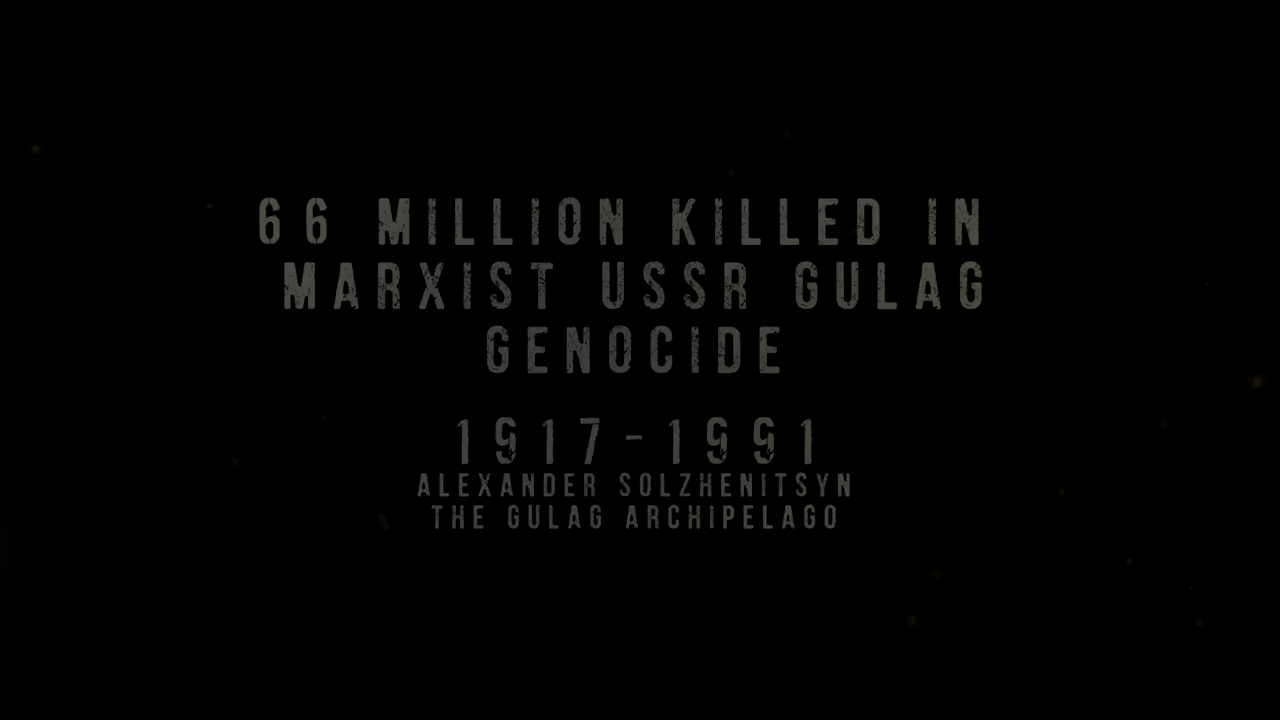 66 MILLION KILLED IN
MARXIST USSR GULAG
GENOCIDE
1917-1991
ALEXANDER SOLZHENITSYN
THE GULAG ARCHIPELAGO